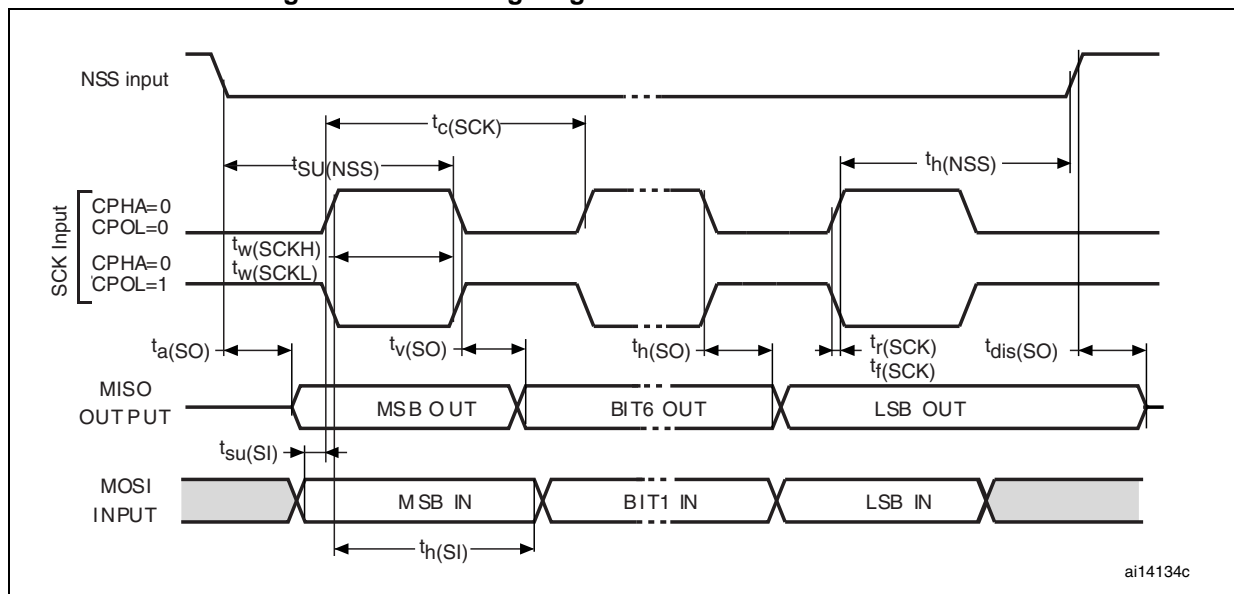 NSS input
tc(SCK)
tSU(NSS)
th(NSS)
SCK Input
CPHA=0
CPOL=0
tw(SCKH)
CPHA=0
tw(SCKL)
CPOL=1
ta(SO)
tv(SO)
th(SO)
tr(SCK)
tf(SCK)
tdis(SO)
MISO
OUTPUT
MSB OUT
BIT6 OUT
LSB OUT
tsu(SI)
MOSI
INPUT
MSB IN
BIT1 IN
LSB IN
th(SI)
ai14134c